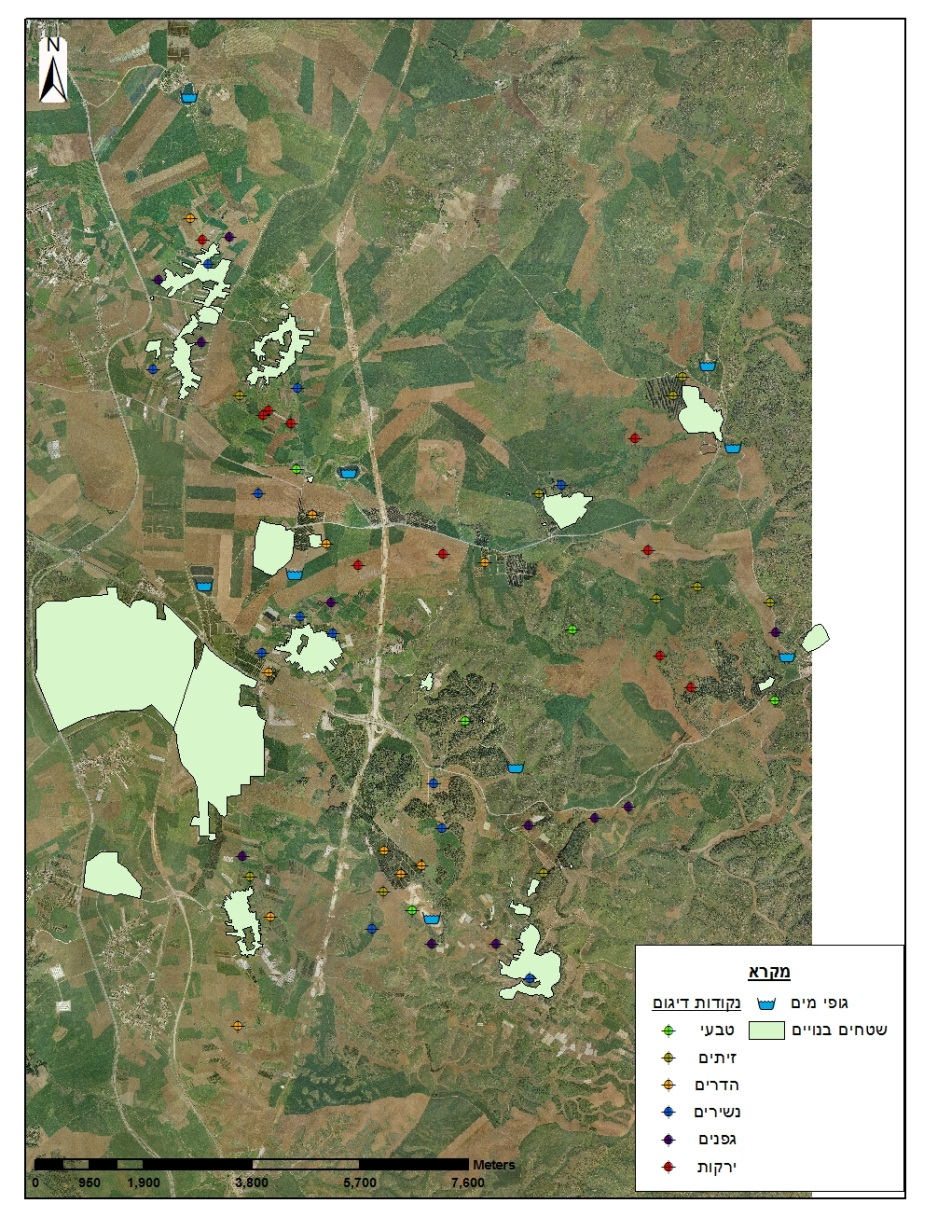 N
מקרא
נקודות דיגום
גופי מים
טבעי
שטחים בנויים
זיתים
הדרים
נשירים
גפנים
ירקות
Meters
0 950 1,900 3,800 5,700 7,600